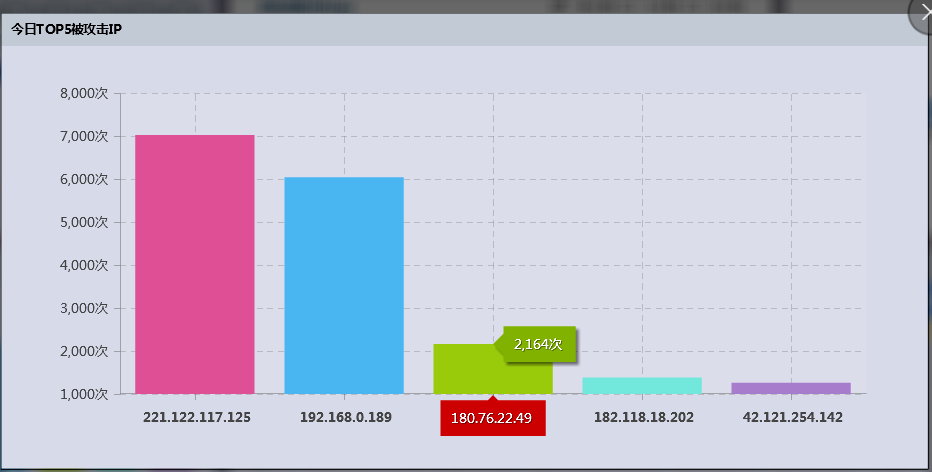 今日TOP5被攻击IP
8,000次
7,000次
6,000次
5,000次
4,000次
3,000次
2,000次
1,000次
2,164次
221.122.117.125
192.168.0.189
180.76.22.49
182.118.18.202
42.121.254.142